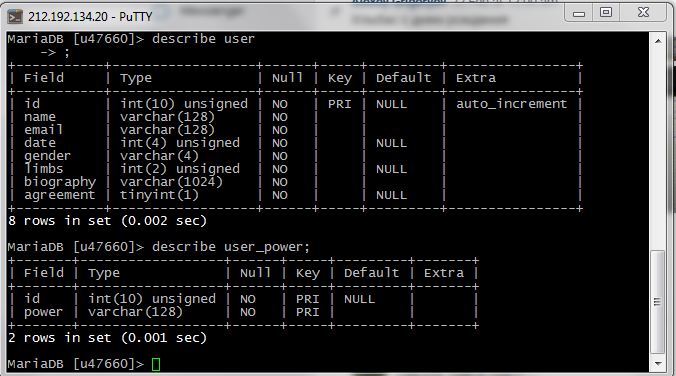 212.192.134.20 - PuTTY
MariaDB [u47660]> describe user
    -> ;
+-----------+------------------+------+-----+---------+----------------+
| Field     | Type             | Null | Key | Default | Extra          |
+-----------+------------------+------+-----+---------+----------------+
| id        | int(10) unsigned | NO   | PRI | NULL    | auto_increment |
| name      | varchar(128)     | NO   |     |         |                |
| email     | varchar(128)     | NO   |     |         |                |
| date      | int(4) unsigned  | NO   |     | NULL    |                |
| gender    | varchar(4)       | NO   |     |         |                |
| limbs     | int(2) unsigned  | NO   |     | NULL    |                |
| biography | varchar(1024)    | NO   |     |         |                |
| agreement | tinyint(1)       | NO   |     | NULL    |                |
+-----------+------------------+------+-----+---------+----------------+
8 rows in set (0.002 sec)
MariaDB [u47660]> describe user_power;
+-------+------------------+------+-----+---------+-------+
| Field | Type             | Null | Key | Default | Extra |
+-------+------------------+------+-----+---------+-------+
| id    | int(10) unsigned | NO   | PRI | NULL    |       |
| power | varchar(128)     | NO   | PRI |         |       |
+-------+------------------+------+-----+---------+-------+
2 rows in set (0.001 sec)
MariaDB [u47660]>